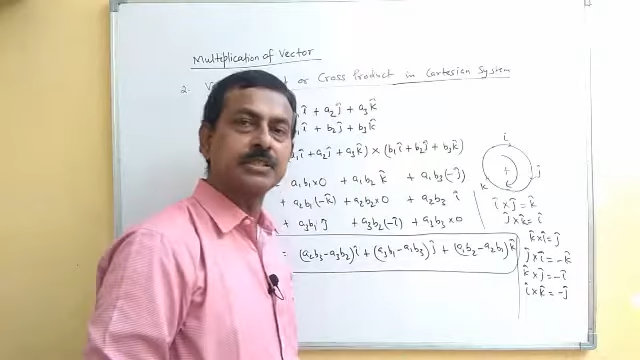 Multiplication of Vector
2. or Cross Product in Cartesian System
î + a₂ĵ + a₃k̂
î + b₂ĵ + b₃k̂
₁î + a₂ĵ + a₃k̂) × (b₁î + b₂ĵ + b₃k̂)
a₁b₁×0 + a₁b₂ k̂ + a₁b₃(-ĵ)
+ a₂b₁(-k̂) + a₂b₂×0 + a₂b₃ î
+ a₃b₁ ĵ + a₃b₂(-î) + a₃b₃×0
= (a₂b₃-a₃b₂)î + (a₃b₁-a₁b₃)ĵ + (a₁b₂-a₂b₁)k̂
î
ĵ
k
+
î×ĵ = k̂
ĵ×k̂ = î
k̂×î = ĵ
ĵ×î = -k̂
k̂×ĵ = -î
î×k̂ = -ĵ